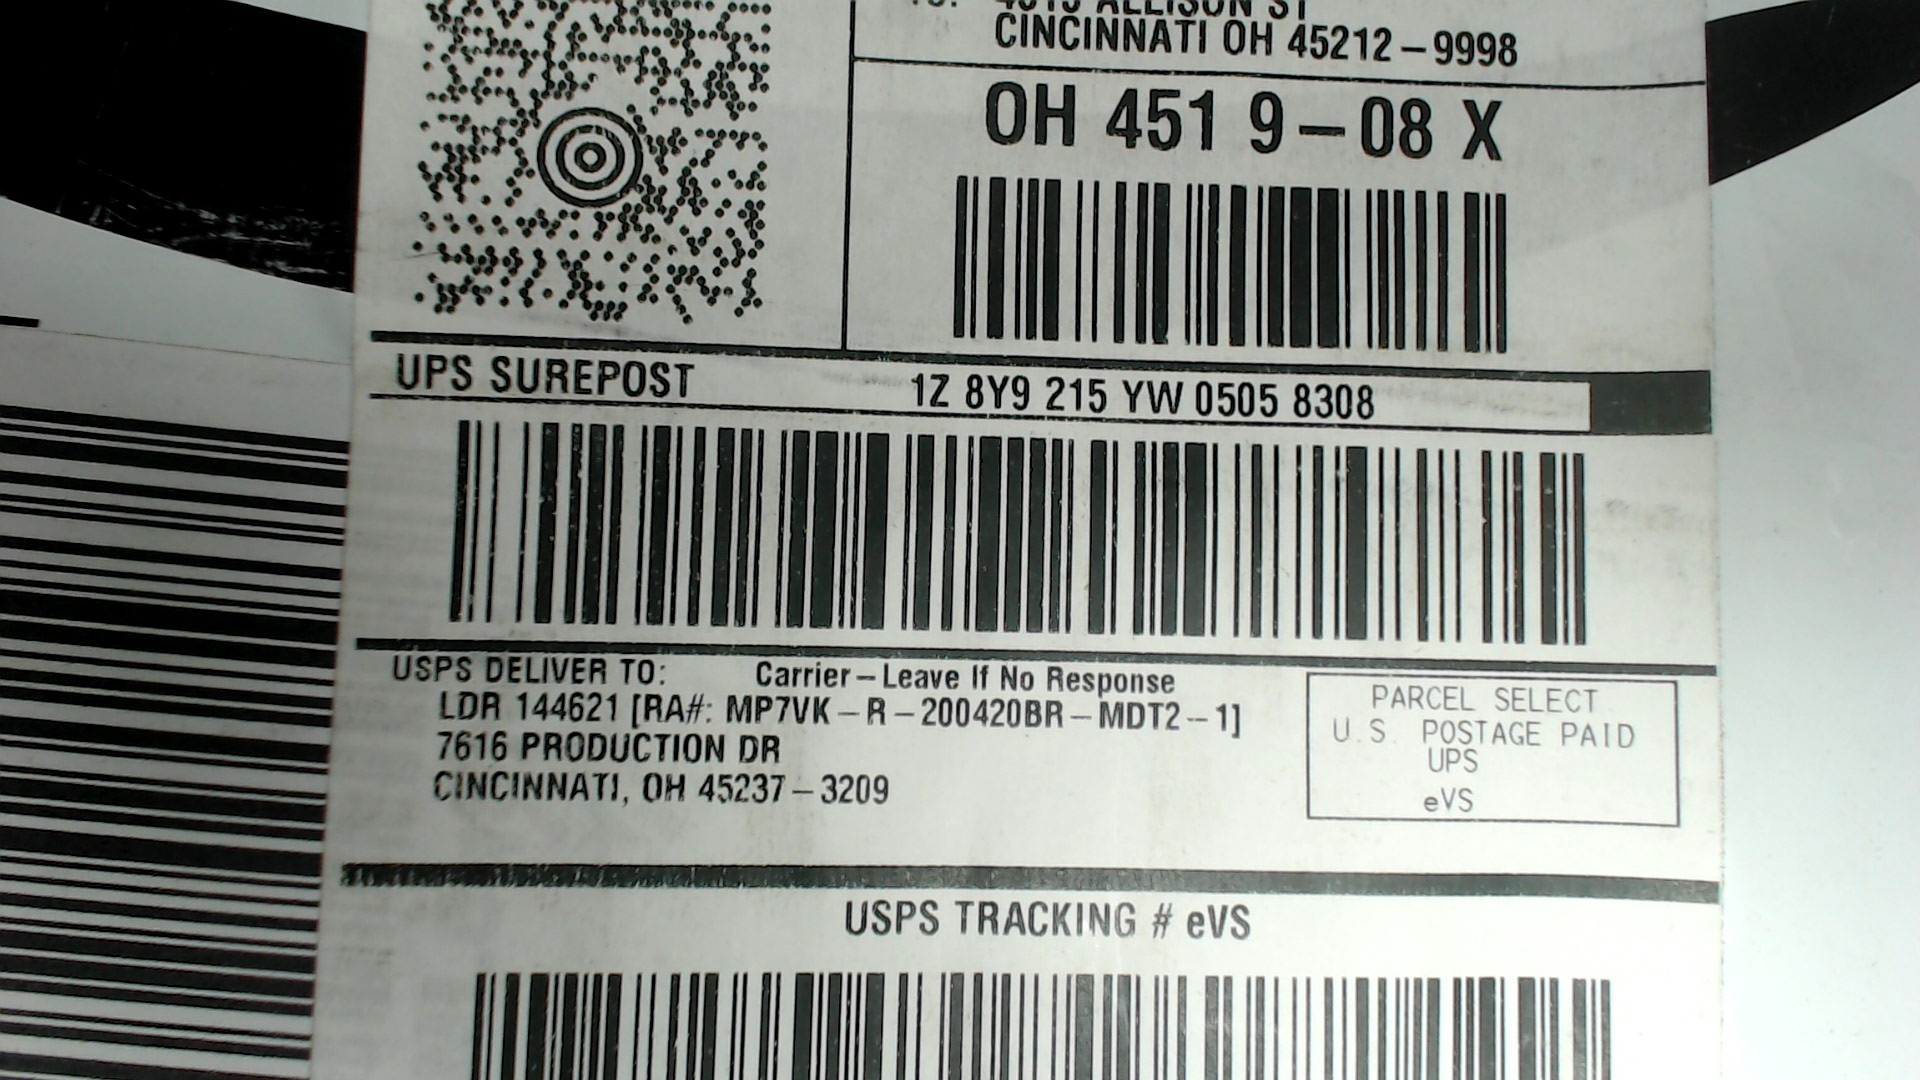 ALLISON ST
CINCINNATI OH 45212-9998
OH 451 9-08 X
UPS SUREPOST
1Z 8Y9 215 YW 0505 8308
USPS DELIVER TO: Carrier-Leave If No Response
LDR 144621 [RA#: MP7VK-R-200420BR-MDT2-1]
7616 PRODUCTION DR
CINCINNATI, OH 45237-3209
PARCEL SELECT
U.S. POSTAGE PAID
UPS
eVS
USPS TRACKING # eVS